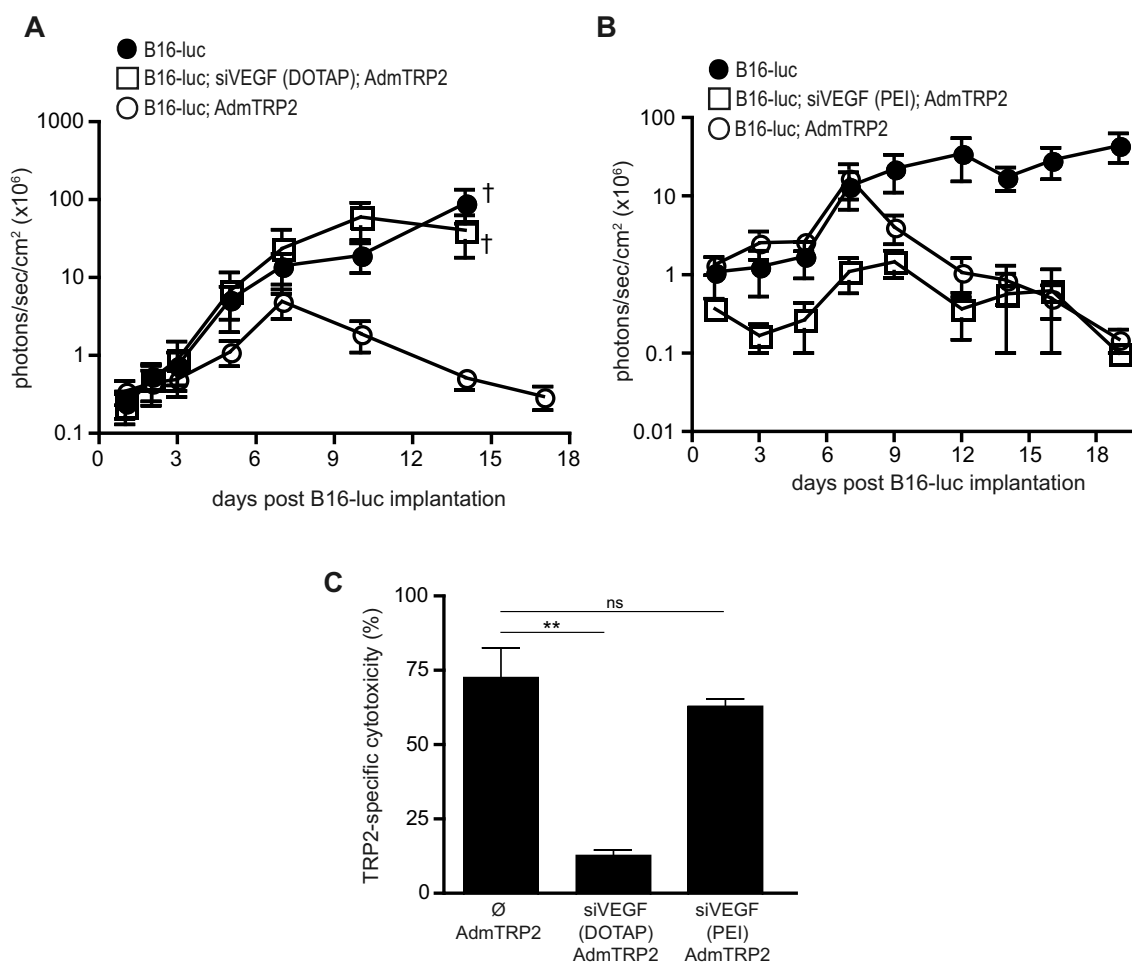 A
B16-luc
B16-luc; siVEGF (DOTAP); AdmTRP2
B16-luc; AdmTRP2
1000
100
10
1
0.1
photons/sec/cm² (x10⁶)
†
†
0 3 6 9 12 15 18
days post B16-luc implantation
B
B16-luc
B16-luc; siVEGF (PEI); AdmTRP2
B16-luc; AdmTRP2
100
10
1
0.1
0.01
photons/sec/cm² (x10⁶)
0 3 6 9 12 15 18
days post B16-luc implantation
C
100
75
50
25
0
TRP2-specific cytotoxicity (%)
ns
**
Ø
AdmTRP2
siVEGF
(DOTAP)
AdmTRP2
siVEGF
(PEI)
AdmTRP2